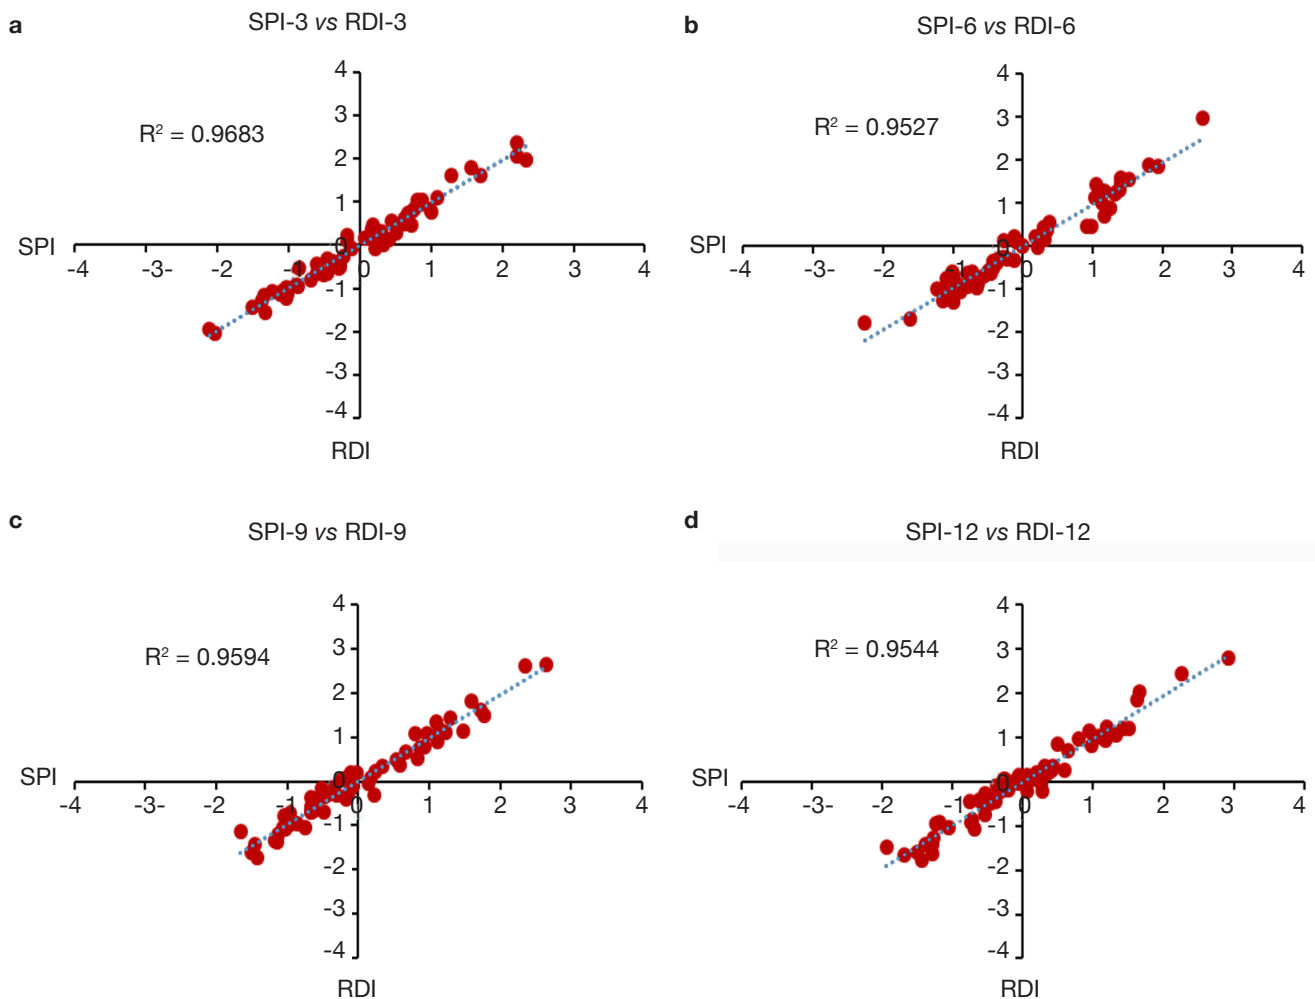 a
SPI-3 vs RDI-3
4
3
R² = 0.9683
2
1
SPI
0
-4 3- -2 -1 0 1 2 3 4
-1
-2
-3
-4
RDI
b
SPI-6 vs RDI-6
4
3
R² = 0.9527
2
1
SPI
0
-4 3- -2 -1 0 1 2 3 4
-1
-2
-3
-4
RDI
c
SPI-9 vs RDI-9
4
3
R² = 0.9594
2
1
SPI
0
-4 3- -2 -1 0 1 2 3 4
-1
-2
-3
-4
RDI
d
SPI-12 vs RDI-12
4
3
R² = 0.9544
2
1
SPI
0
-4 3- -2 -1 0 1 2 3 4
-1
-2
-3
-4
RDI